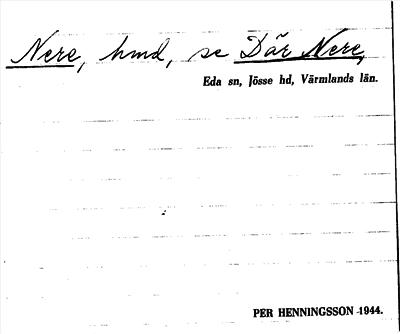 Nere, hmd, se Där Nere,
Eda sn, Jösse hd, Värmlands län.
PER HENNINGSSON 1944.